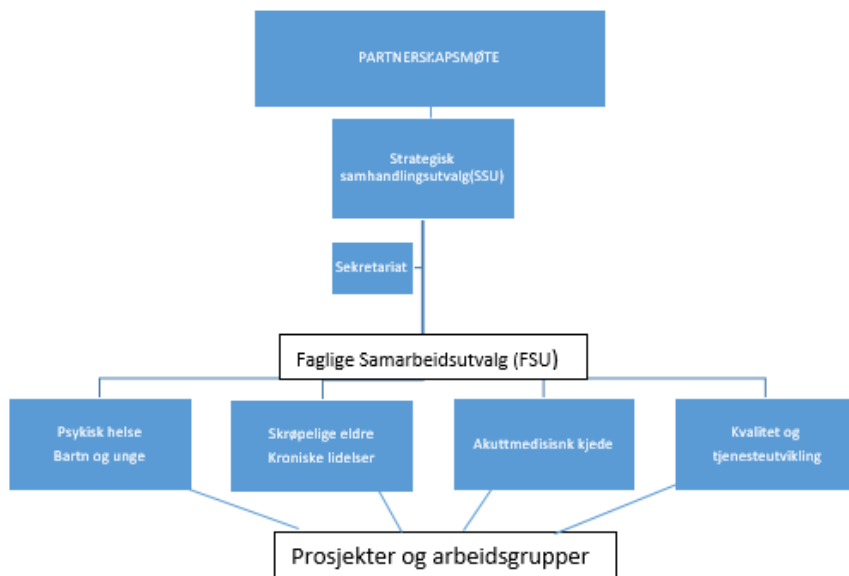 PARTNERSKAPSMØTE
Strategisk
samhandlingsutvalg(SSU)
Sekretariat
Faglige Samarbeidsutvalg (FSU)
Psykisk helse
Bartn og unge
Skrøpelige eldre
Kroniske lidelser
Akuttmedisisnk kjede
Kvalitet og
tjenesteutvikling
Prosjekter og arbeidsgrupper